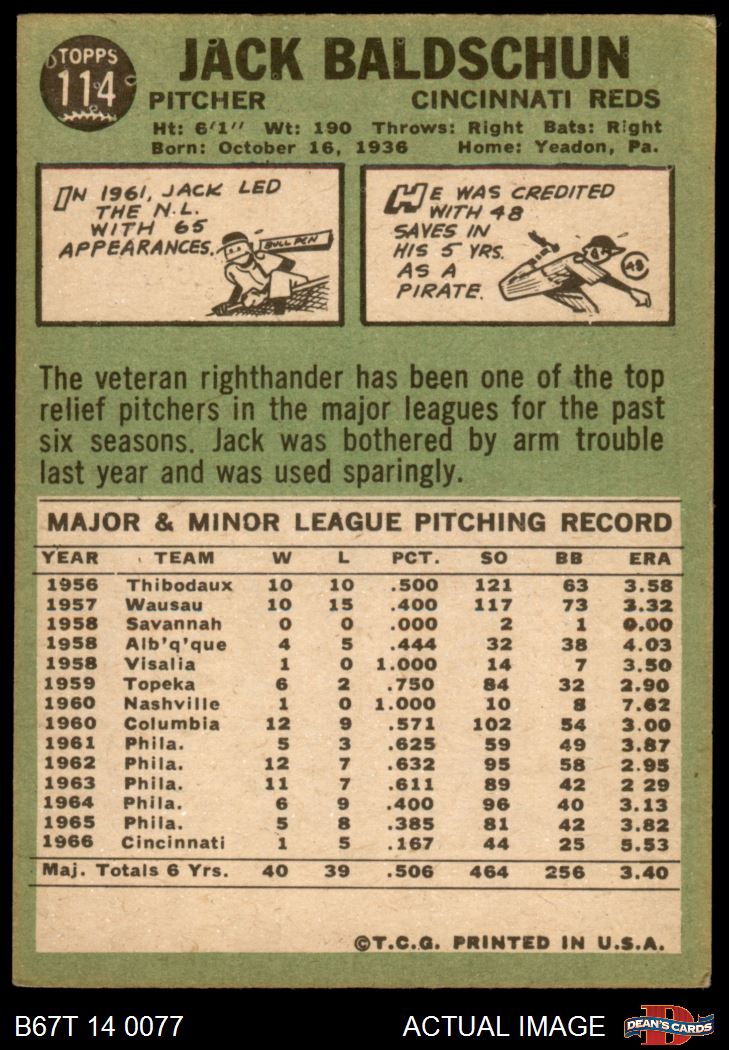 TOPPS
114
JACK BALDSCHUN
PITCHER CINCINNATI REDS
Ht: 6'1" Wt: 190 Throws: Right Bats: Right
Born: October 16, 1936 Home: Yeadon, Pa.
IN 1961, JACK LED
THE N.L.
WITH 65
APPEARANCES.
BULL PEN
HE WAS CREDITED
WITH 48
SAVES IN
HIS 5 YRS.
AS A
PIRATE.
48
The veteran righthander has been one of the top
relief pitchers in the major leagues for the past
six seasons. Jack was bothered by arm trouble
last year and was used sparingly.
MAJOR & MINOR LEAGUE PITCHING RECORD
YEAR TEAM W L PCT. SO BB ERA
1956 Thibodaux 10 10 .500 121 63 3.58
1957 Wausau 10 15 .400 117 73 3.32
1958 Savannah 0 0 .000 2 1 0.00
1958 Alb'q'que 4 5 .444 32 38 4.03
1958 Visalia 1 0 1.000 14 7 3.50
1959 Topeka 6 2 .750 84 32 2.90
1960 Nashville 1 0 1.000 10 8 7.62
1960 Columbia 12 9 .571 102 54 3.00
1961 Phila. 5 3 .625 59 49 3.87
1962 Phila. 12 7 .632 95 58 2.95
1963 Phila. 11 7 .611 89 42 2 29
1964 Phila. 6 9 .400 96 40 3.13
1965 Phila. 5 8 .385 81 42 3.82
1966 Cincinnati 1 5 .167 44 25 5.53
Maj. Totals 6 Yrs. 40 39 .506 464 256 3.40
©T.C.G. PRINTED IN U.S.A.
B67T 14 0077 ACTUAL IMAGE
D
DEAN'S CARDS